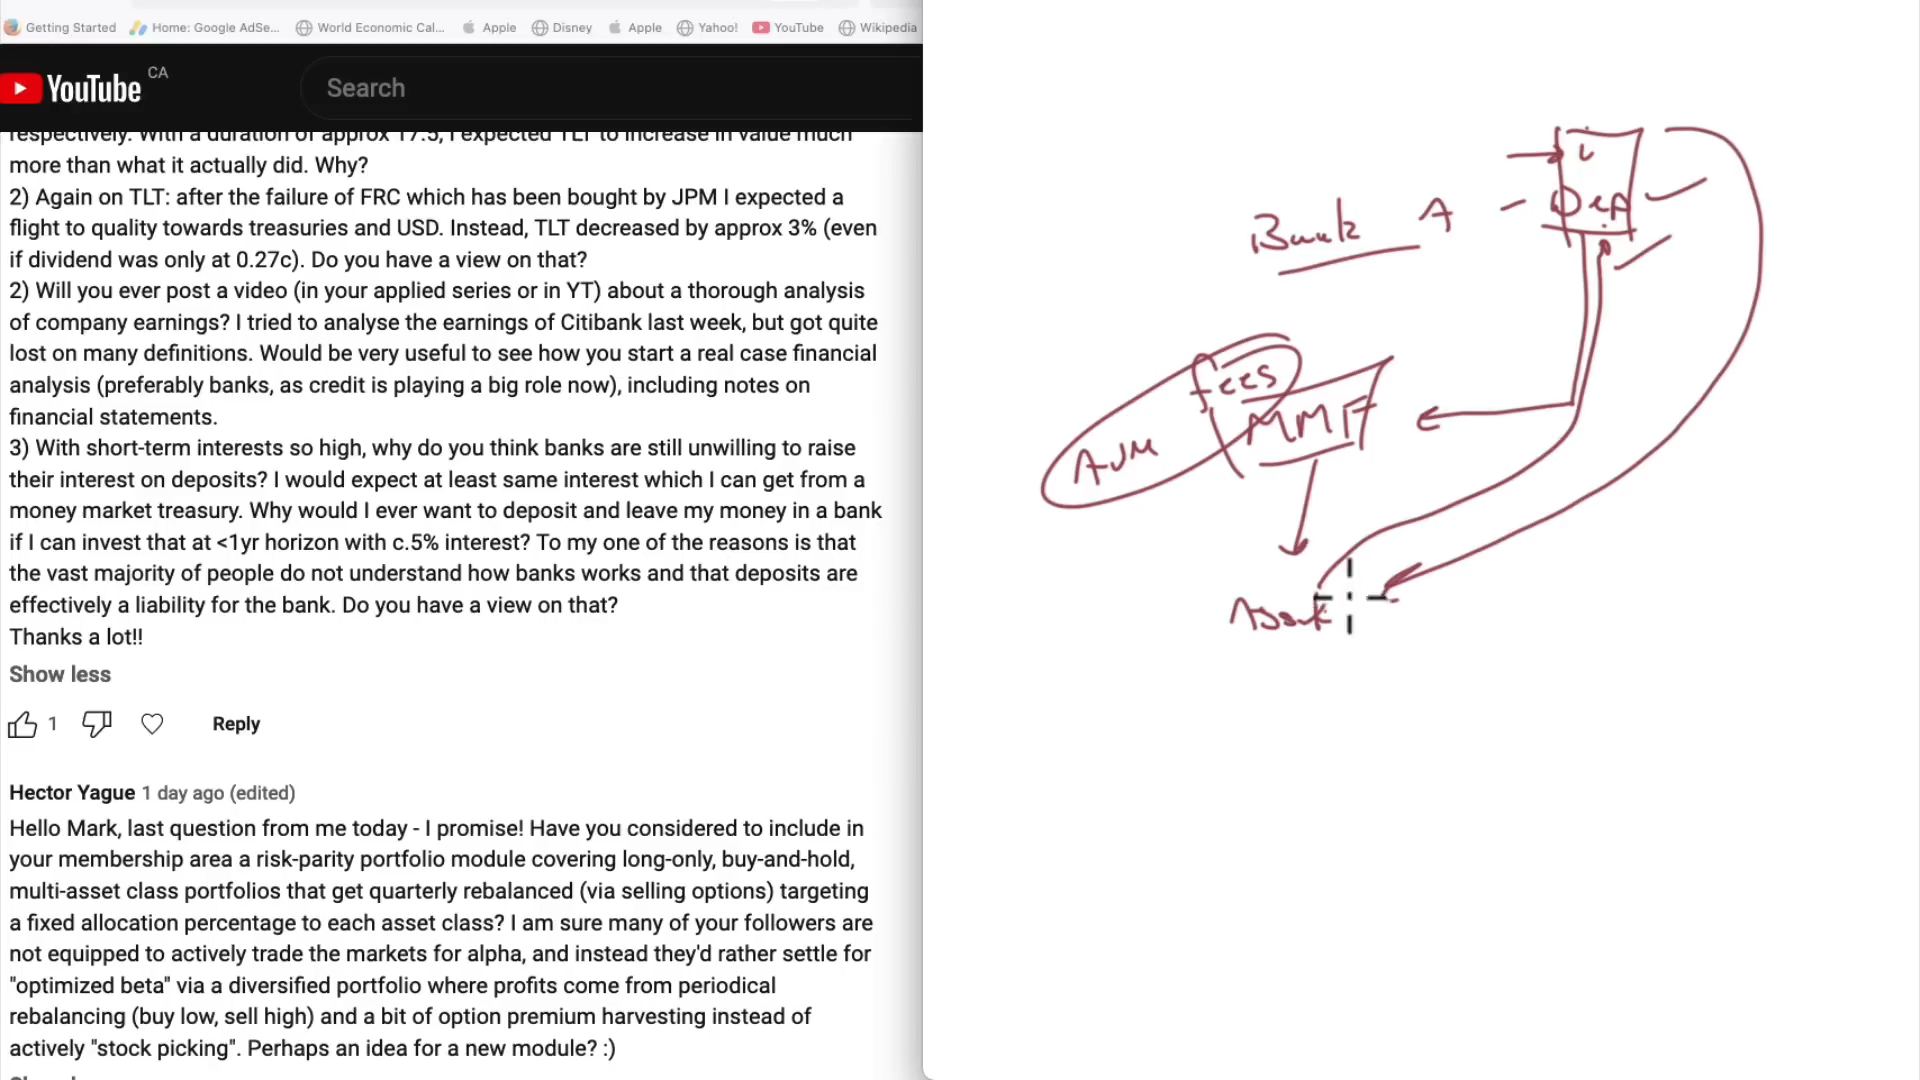 Getting Started Home: Google AdSe... World Economic Cal... Apple Disney Apple Yahoo! YouTube Wikipedia
YouTube CA
Search
respectively. With a duration of approx 17.5, I expected TLT to increase in value much
more than what it actually did. Why?
2) Again on TLT: after the failure of FRC which has been bought by JPM I expected a
flight to quality towards treasuries and USD. Instead, TLT decreased by approx 3% (even
if dividend was only at 0.27c). Do you have a view on that?
2) Will you ever post a video (in your applied series or in YT) about a thorough analysis
of company earnings? I tried to analyse the earnings of Citibank last week, but got quite
lost on many definitions. Would be very useful to see how you start a real case financial
analysis (preferably banks, as credit is playing a big role now), including notes on
financial statements.
3) With short-term interests so high, why do you think banks are still unwilling to raise
their interest on deposits? I would expect at least same interest which I can get from a
money market treasury. Why would I ever want to deposit and leave my money in a bank
if I can invest that at <1yr horizon with c.5% interest? To my one of the reasons is that
the vast majority of people do not understand how banks works and that deposits are
effectively a liability for the bank. Do you have a view on that?
Thanks a lot!!
Show less
1 Reply
Hector Yague 1 day ago (edited)
Hello Mark, last question from me today - I promise! Have you considered to include in
your membership area a risk-parity portfolio module covering long-only, buy-and-hold,
multi-asset class portfolios that get quarterly rebalanced (via selling options) targeting
a fixed allocation percentage to each asset class? I am sure many of your followers are
not equipped to actively trade the markets for alpha, and instead they'd rather settle for
"optimized beta" via a diversified portfolio where profits come from periodical
rebalancing (buy low, sell high) and a bit of option premium harvesting instead of
actively "stock picking". Perhaps an idea for a new module? :)
Bank A - Dep
fees
MMF
AUM